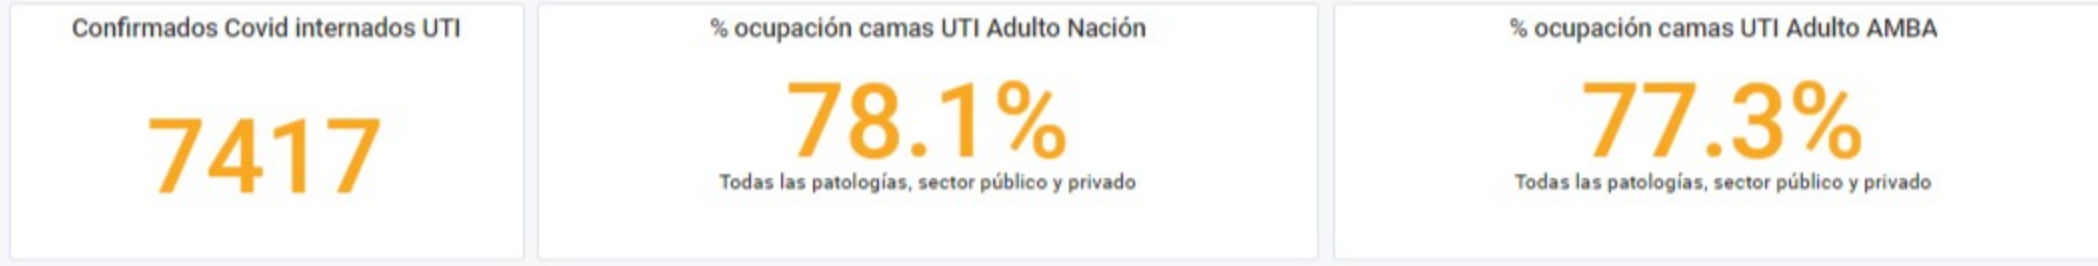 Confirmados Covid internados UTI
7417
% ocupación camas UTI Adulto Nación
78.1%
Todas las patologías, sector público y privado
% ocupación camas UTI Adulto AMBA
77.3%
Todas las patologías, sector público y privado